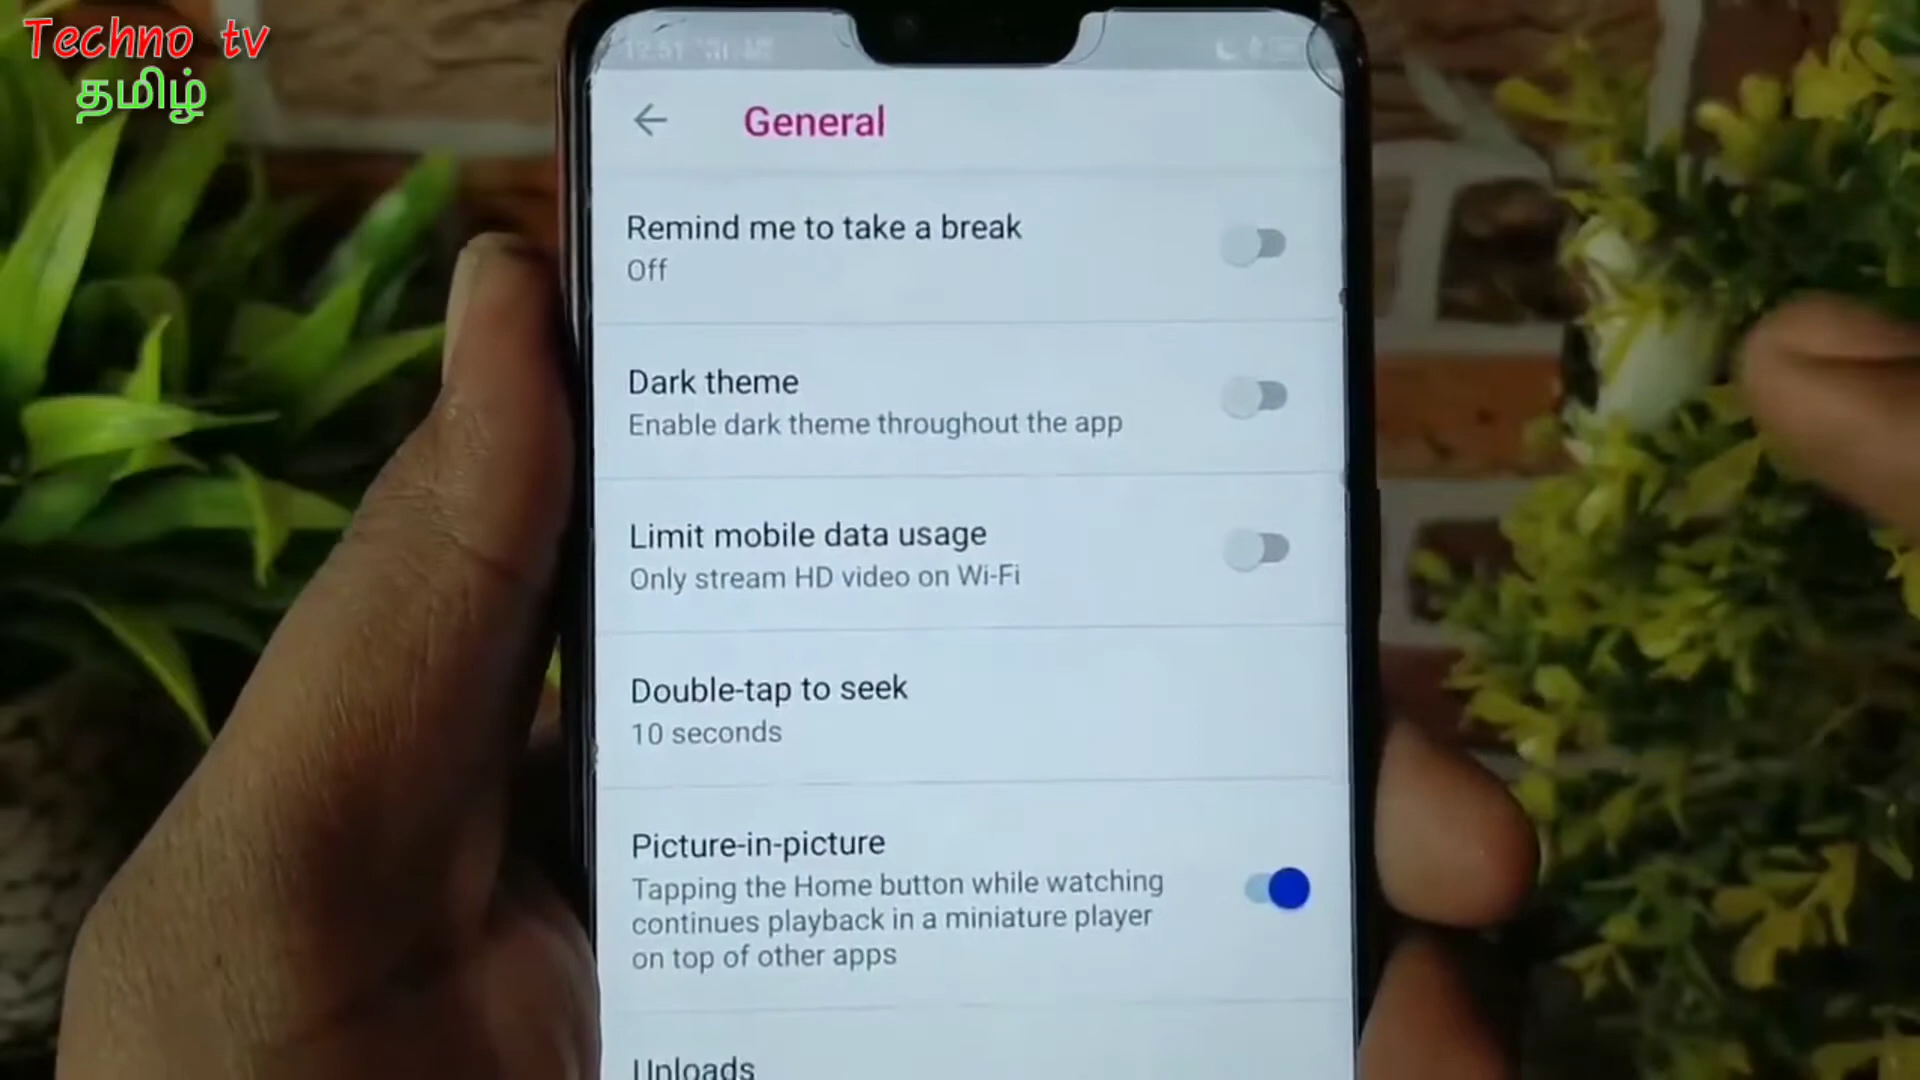 Techno tv
தமிழ்
General
Remind me to take a break
Off
Dark theme
Enable dark theme throughout the app
Limit mobile data usage
Only stream HD video on Wi-Fi
Double-tap to seek
10 seconds
Picture-in-picture
Tapping the Home button while watching
continues playback in a miniature player
on top of other apps
Uploads